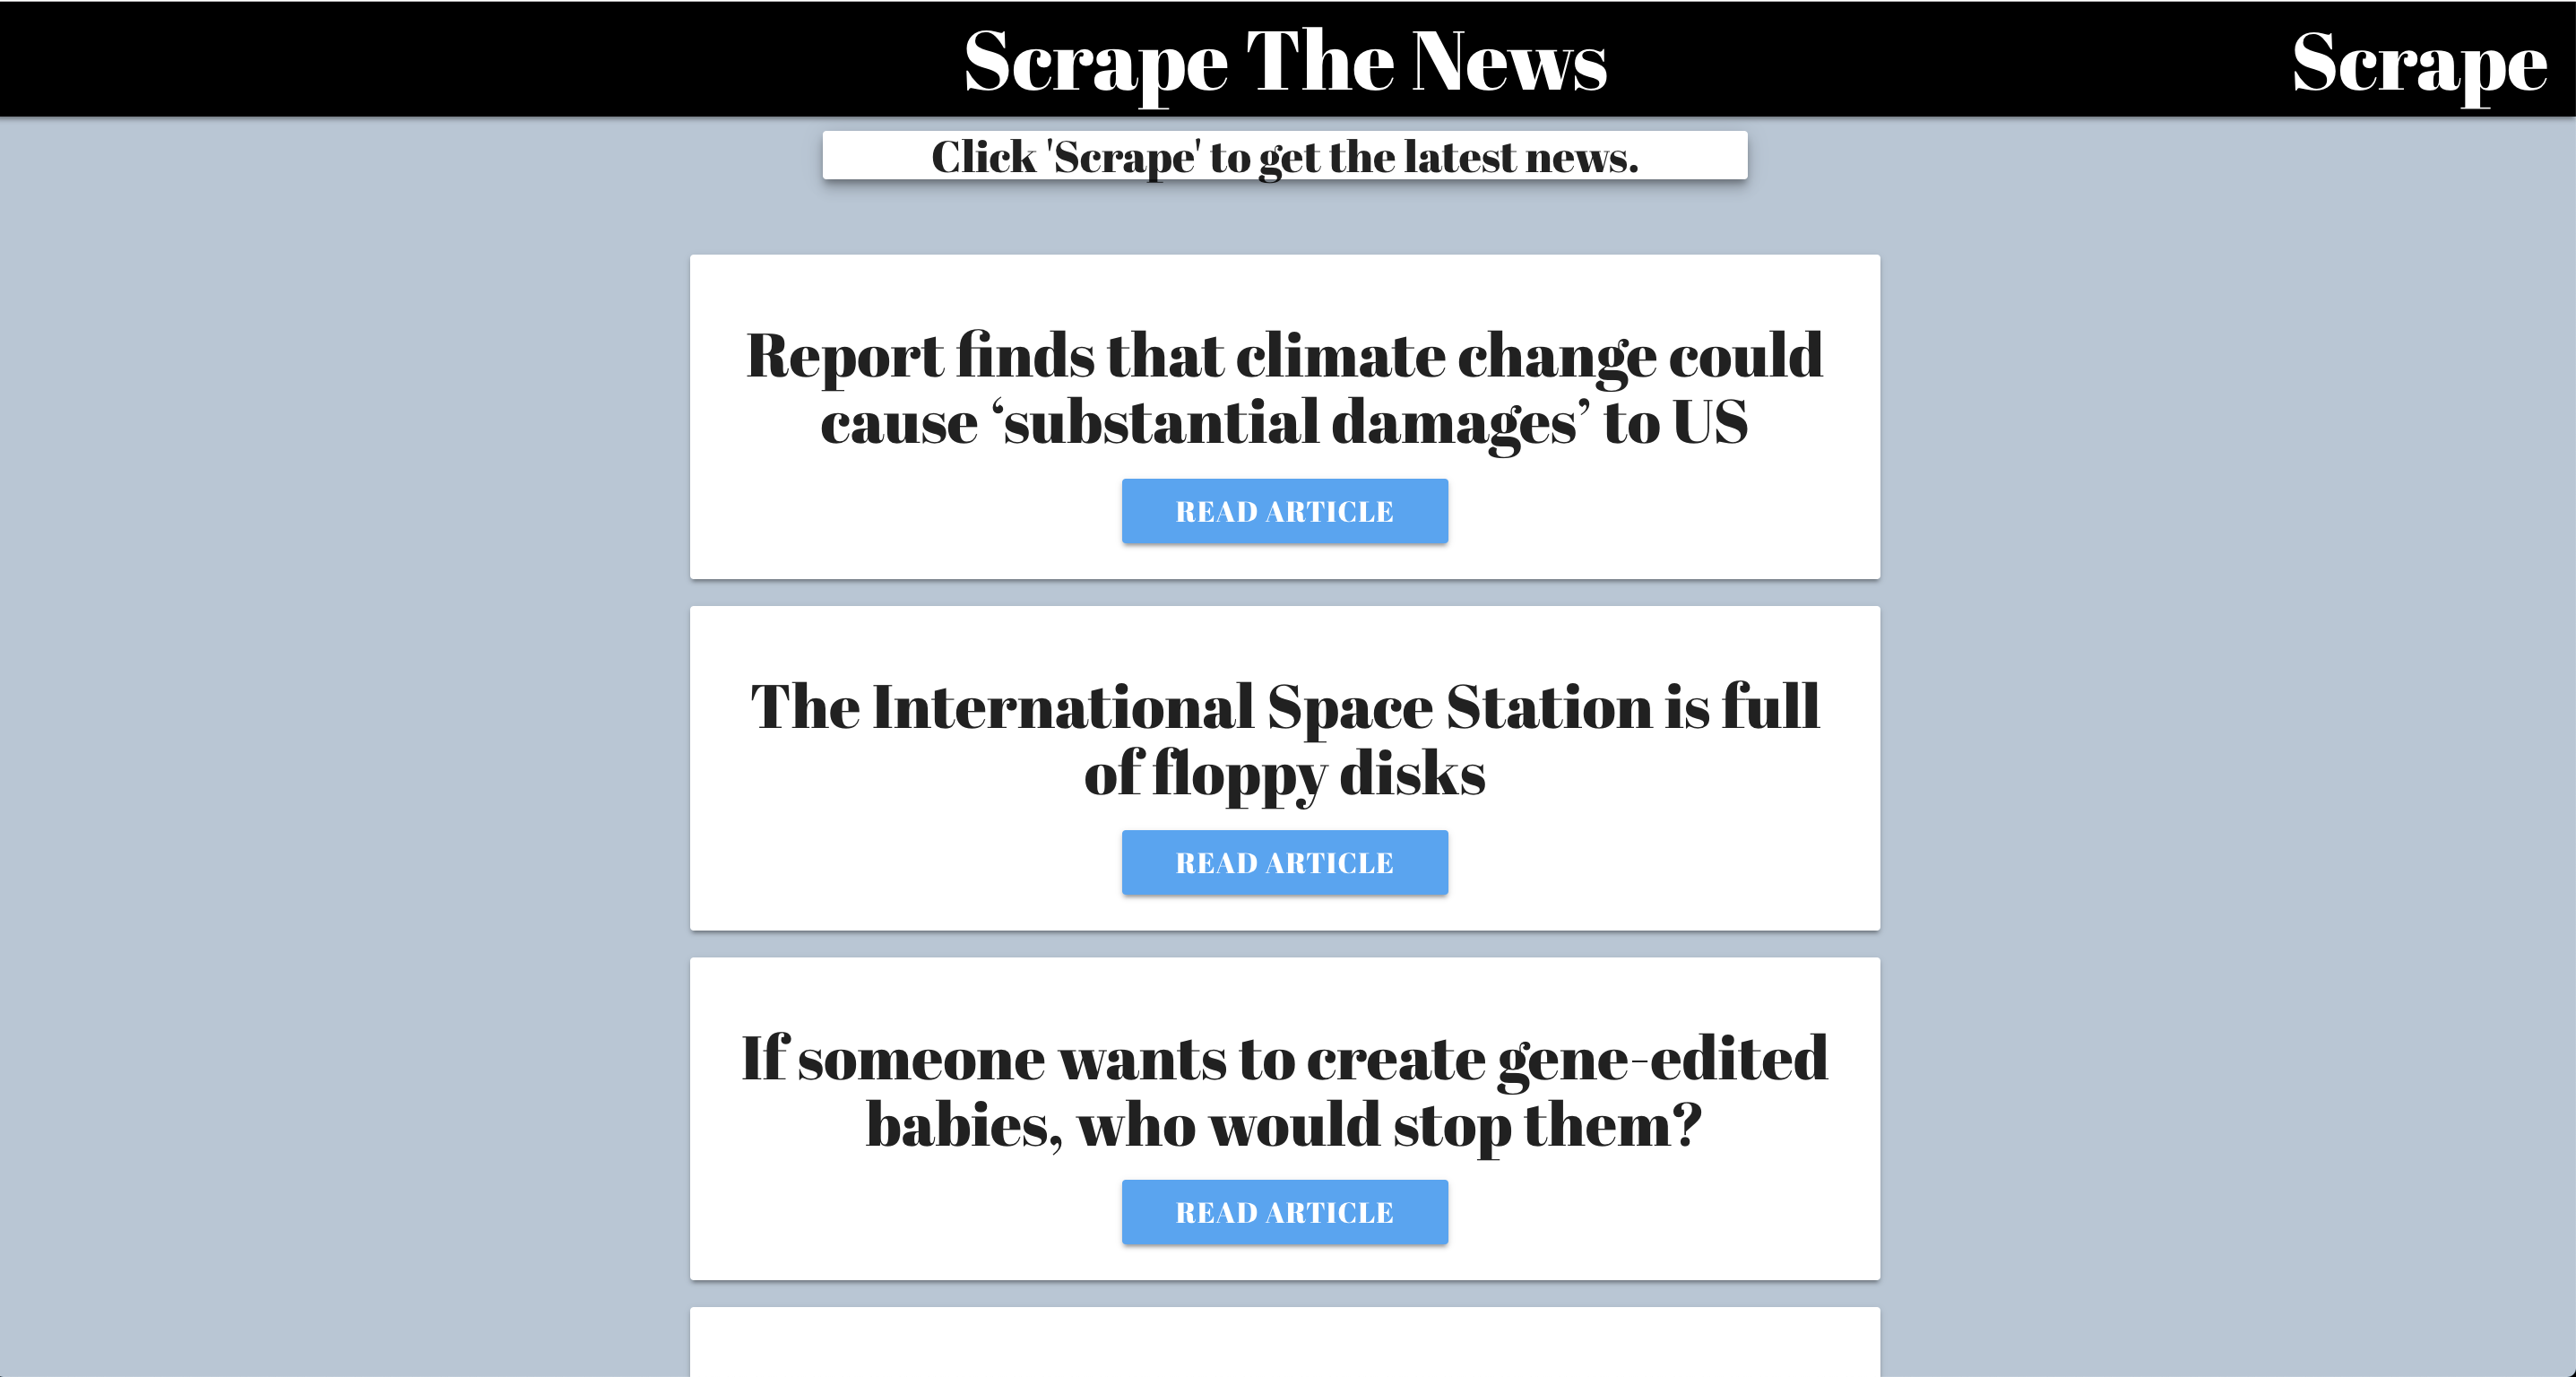 Scrape The News
Scrape
Click 'Scrape' to get the latest news.
Report finds that climate change could
cause ‘substantial damages’ to US
READ ARTICLE
The International Space Station is full
of floppy disks
READ ARTICLE
If someone wants to create gene-edited
babies, who would stop them?
READ ARTICLE